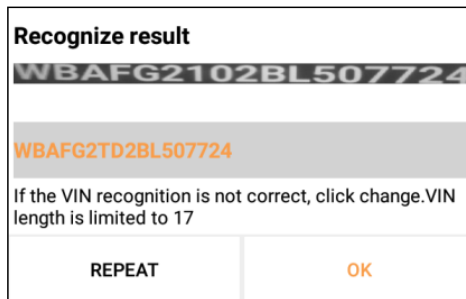 Recognize result
WBAFG2102BL507724
WBAFG2TD2BL507724
If the VIN recognition is not correct, click change.VIN
length is limited to 17
REPEAT OK